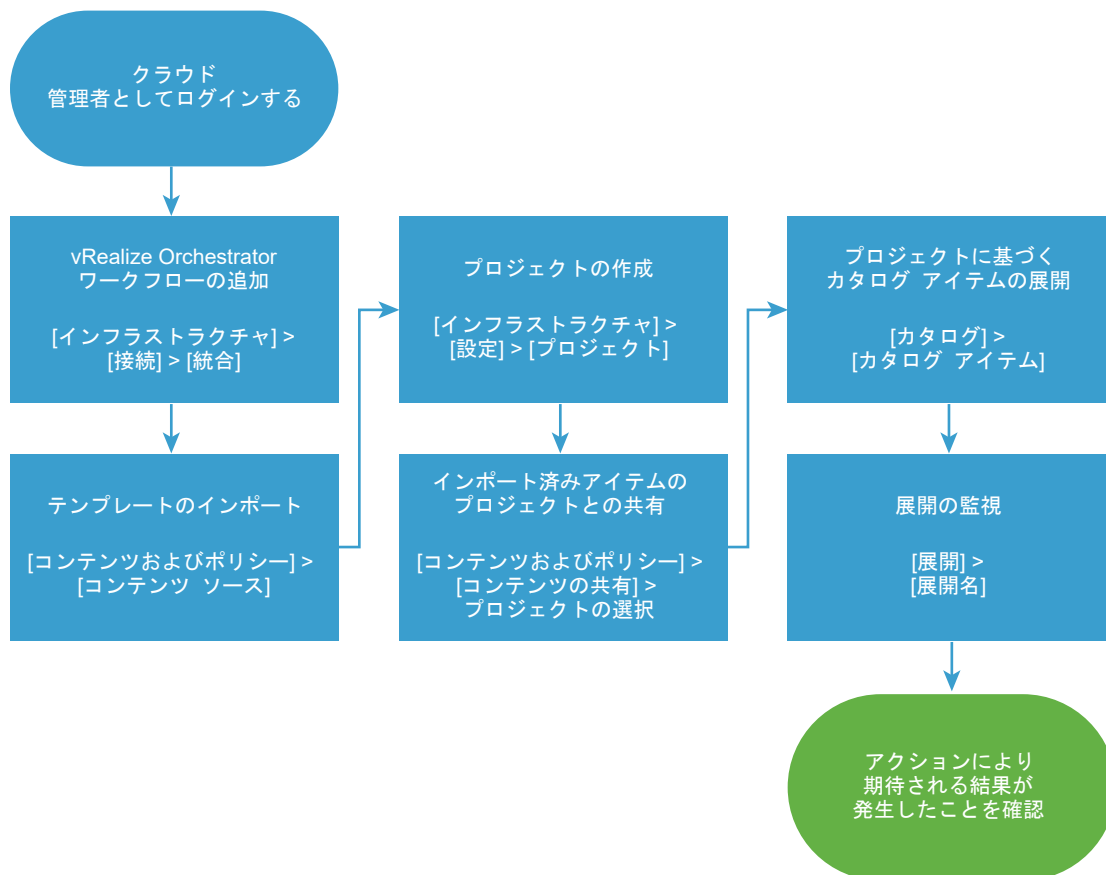 クラウド
管理者としてログインする
vRealize Orchestrator
ワークフローの追加
[インフラストラクチャ] >
[接続] > [統合]
テンプレートのインポート
[コンテンツおよびポリシー] >
[コンテンツ ソース]
プロジェクトの作成
[インフラストラクチャ] >
[設定] > [プロジェクト]
インポート済みアイテムの
プロジェクトとの共有
[コンテンツおよびポリシー] >
[コンテンツの共有] >
プロジェクトの選択
プロジェクトに基づく
カタログ アイテムの展開
[カタログ] >
[カタログ アイテム]
展開の監視
[展開] >
[展開名]
アクションにより
期待される結果が
発生したことを確認